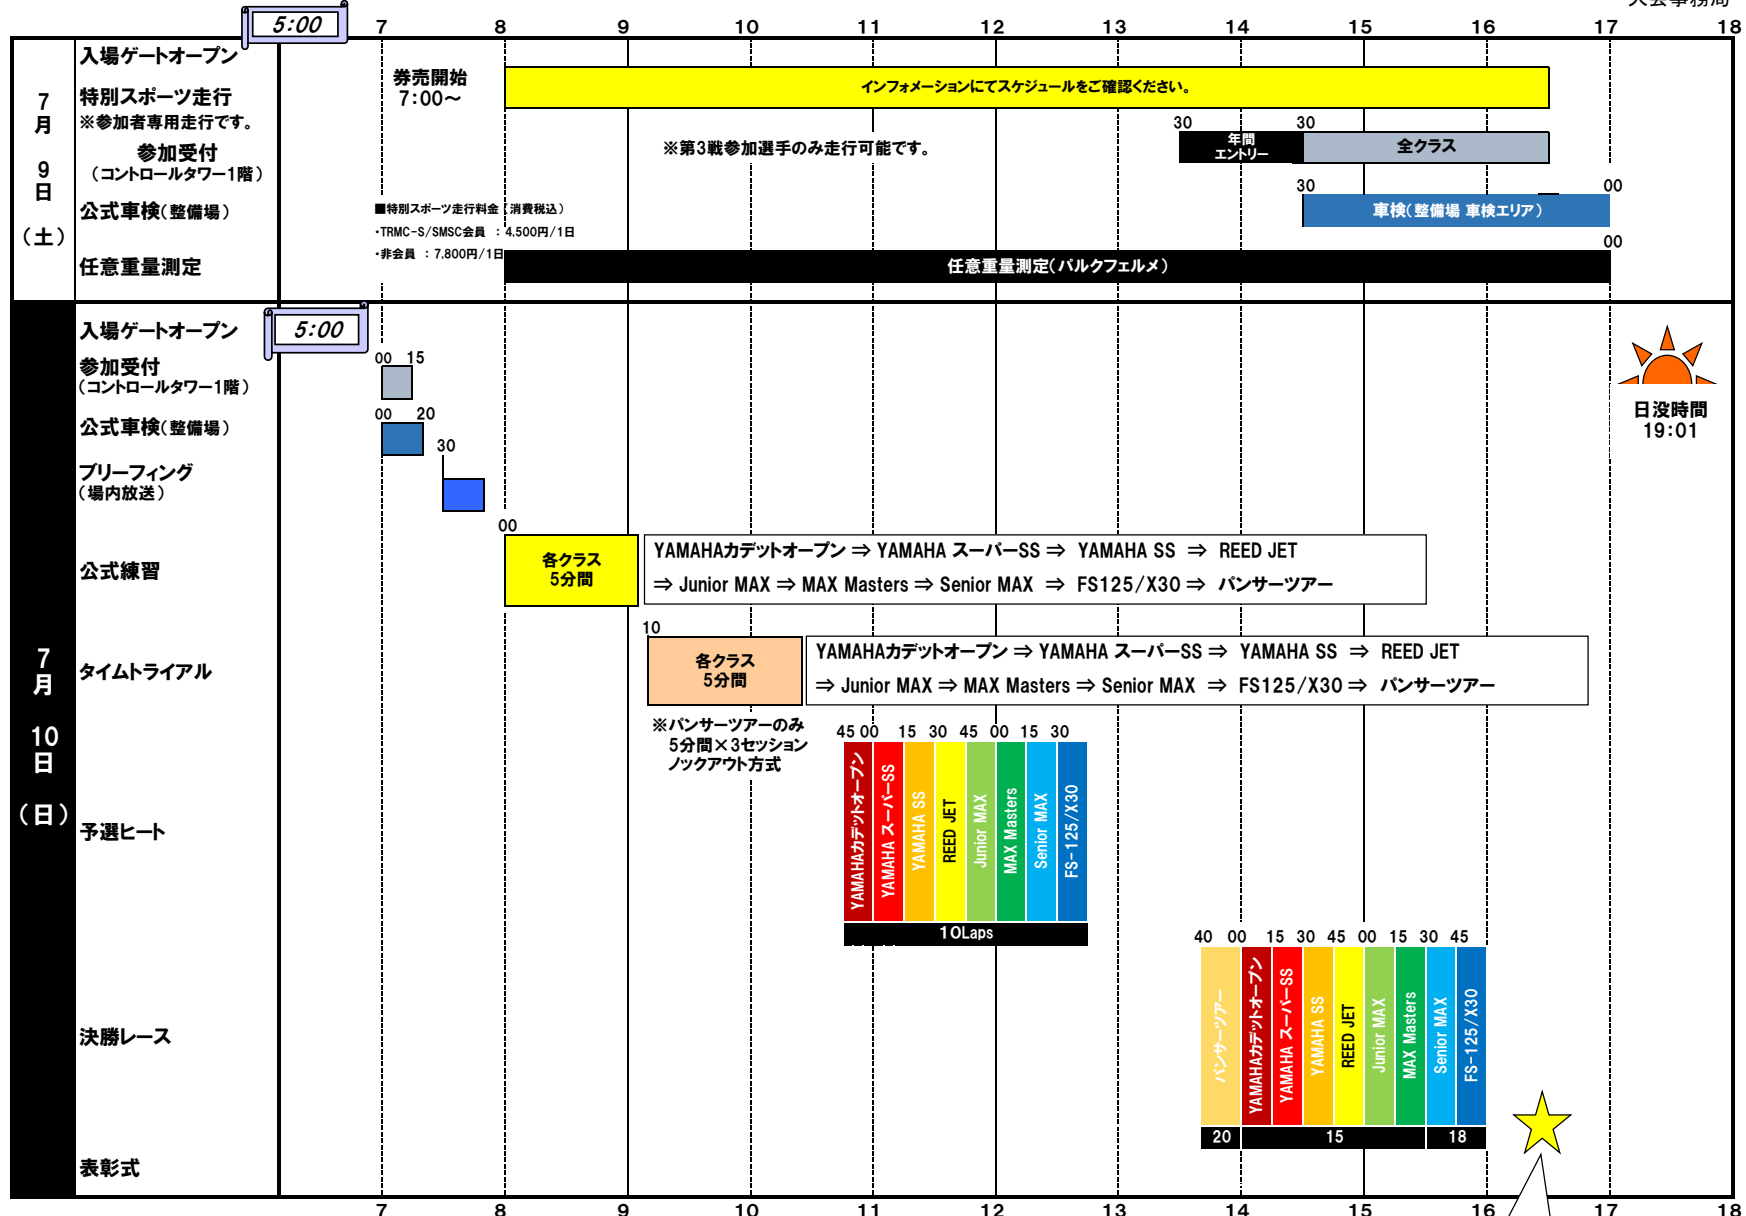 5:00
7 8 9 10 11 12 13 14 15 16 17 18
7月9日(土)
入場ゲートオープン
特別スポーツ走行
※参加者専用走行です。
券売開始
7:00～
インフォメーションにてスケジュールをご確認ください。
参加受付
(コントロールタワー1階)
※第3戦参加選手のみ走行可能です。
30 30
年間
エントリー
全クラス
公式車検(整備場)
30 00
車検(整備場 車検エリア)
■特別スポーツ走行料金(消費税込)
・TRMC-S/SMSC会員 : 4,500円/1日
・非会員 : 7,800円/1日
任意重量測定
00
任意重量測定(パルクフェルメ)
7月10日(日)
入場ゲートオープン
5:00
参加受付
(コントロールタワー1階)
00 15
公式車検(整備場)
00 20
ブリーフィング
(場内放送)
30
日没時間
19:01
公式練習
00
各クラス
5分間
YAMAHAカデットオープン ⇒ YAMAHA スーパーSS ⇒ YAMAHA SS ⇒ REED JET
⇒ Junior MAX ⇒ MAX Masters ⇒ Senior MAX ⇒ FS125/X30 ⇒ パンサーツアー
タイムトライアル
10
各クラス
5分間
YAMAHAカデットオープン ⇒ YAMAHA スーパーSS ⇒ YAMAHA SS ⇒ REED JET
⇒ Junior MAX ⇒ MAX Masters ⇒ Senior MAX ⇒ FS125/X30 ⇒ パンサーツアー
※パンサーツアーのみ
5分間×3セッション
ノックアウト方式
予選ヒート
45 00 15 30 45 00 15 30
YAMAHAカデットオープン
YAMAHA スーパーSS
YAMAHA SS
REED JET
Junior MAX
MAX Masters
Senior MAX
FS-125/X30
10Laps
決勝レース
40 00 15 30 45 00 15 30 45
パンサーツアー
YAMAHAカデットオープン
YAMAHA スーパーSS
YAMAHA SS
REED JET
Junior MAX
MAX Masters
Senior MAX
FS-125/X30
20 15 18
表彰式
7 8 9 10 11 12 13 14 15 16 17 18